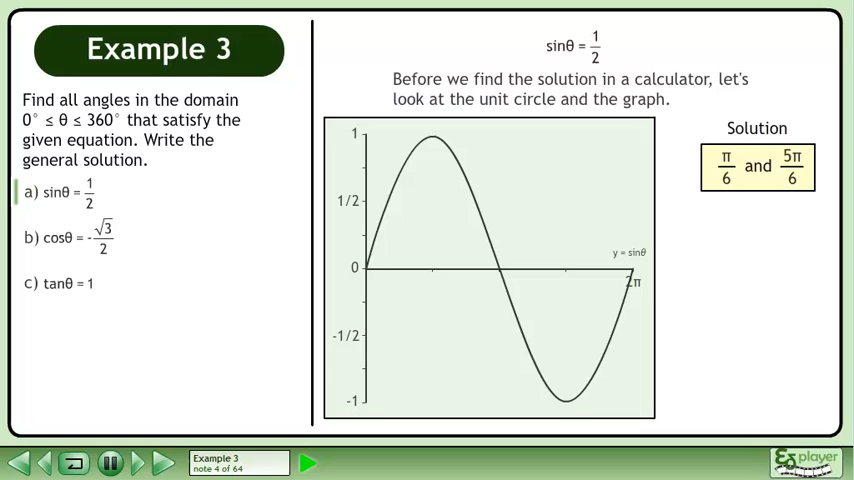 Example 3
Find all angles in the domain
0° ≤ θ ≤ 360° that satisfy the
given equation. Write the
general solution.
a) sinθ = 1/2
b) cosθ = -√3/2
c) tanθ = 1
sinθ = 1/2
Before we find the solution in a calculator, let's
look at the unit circle and the graph.
1
1/2
0
-1/2
-1
y = sinθ
2π
Solution
π/6 and 5π/6
Example 3
note 4 of 64
player